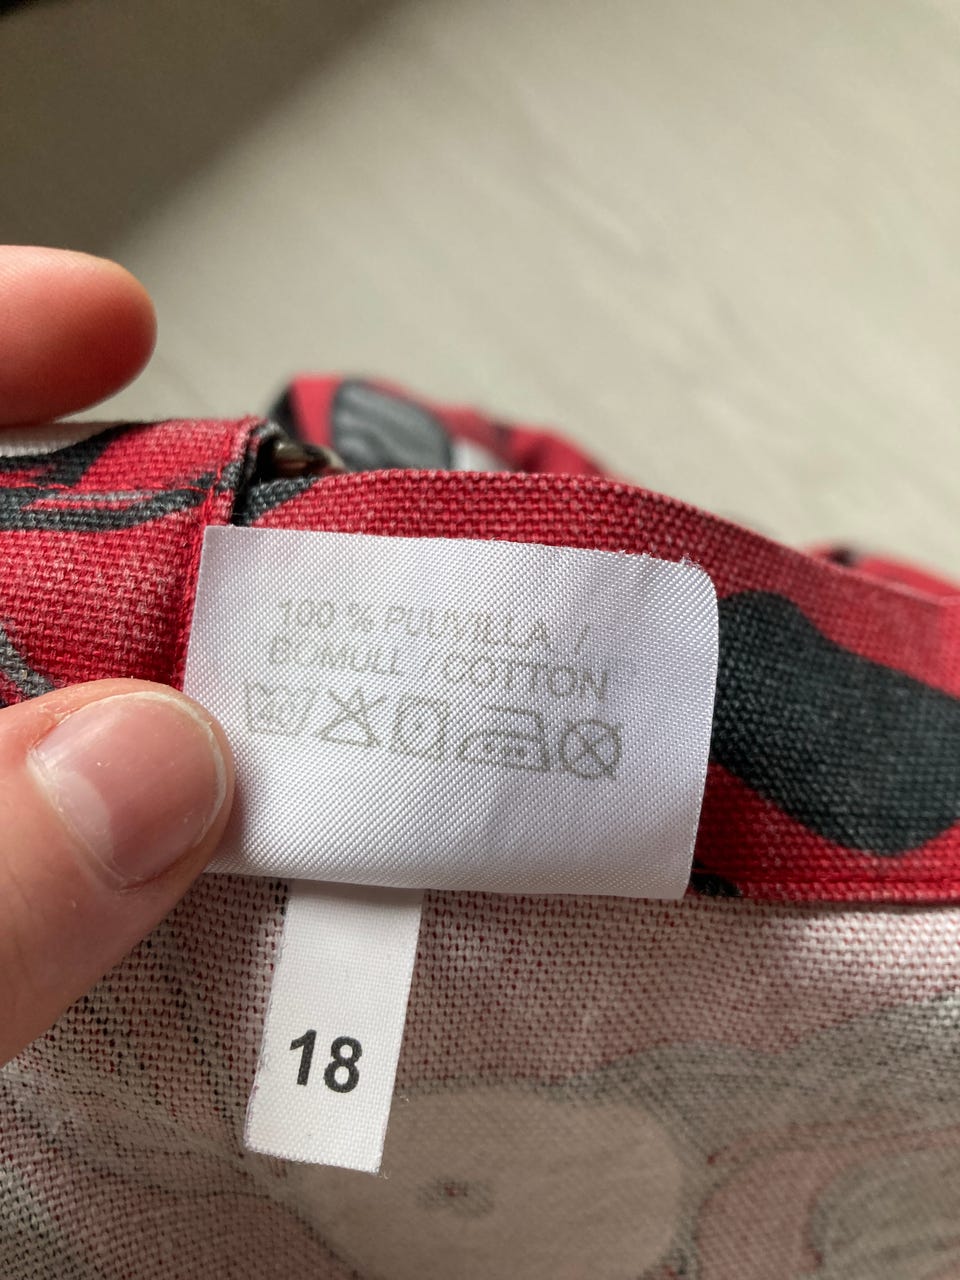 100 % PUUVILLA /
BOMULL / COTTON
18